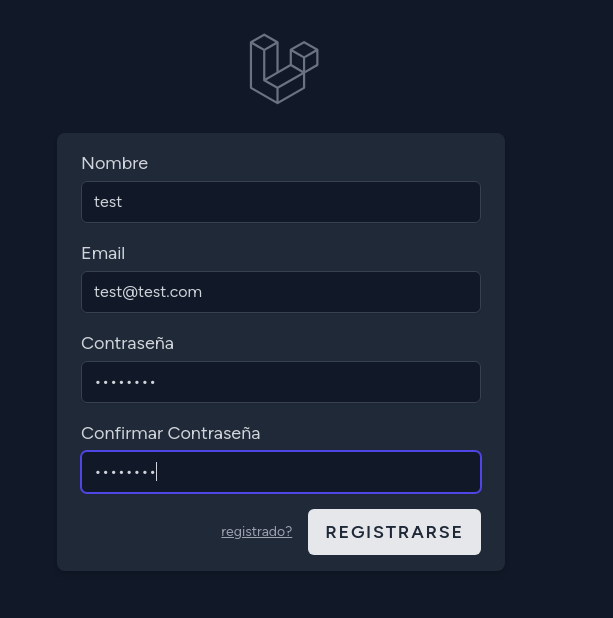 Nombre
test
Email
test@test.com
Contraseña
••••••••
Confirmar Contraseña
••••••••
registrado? REGISTRARSE